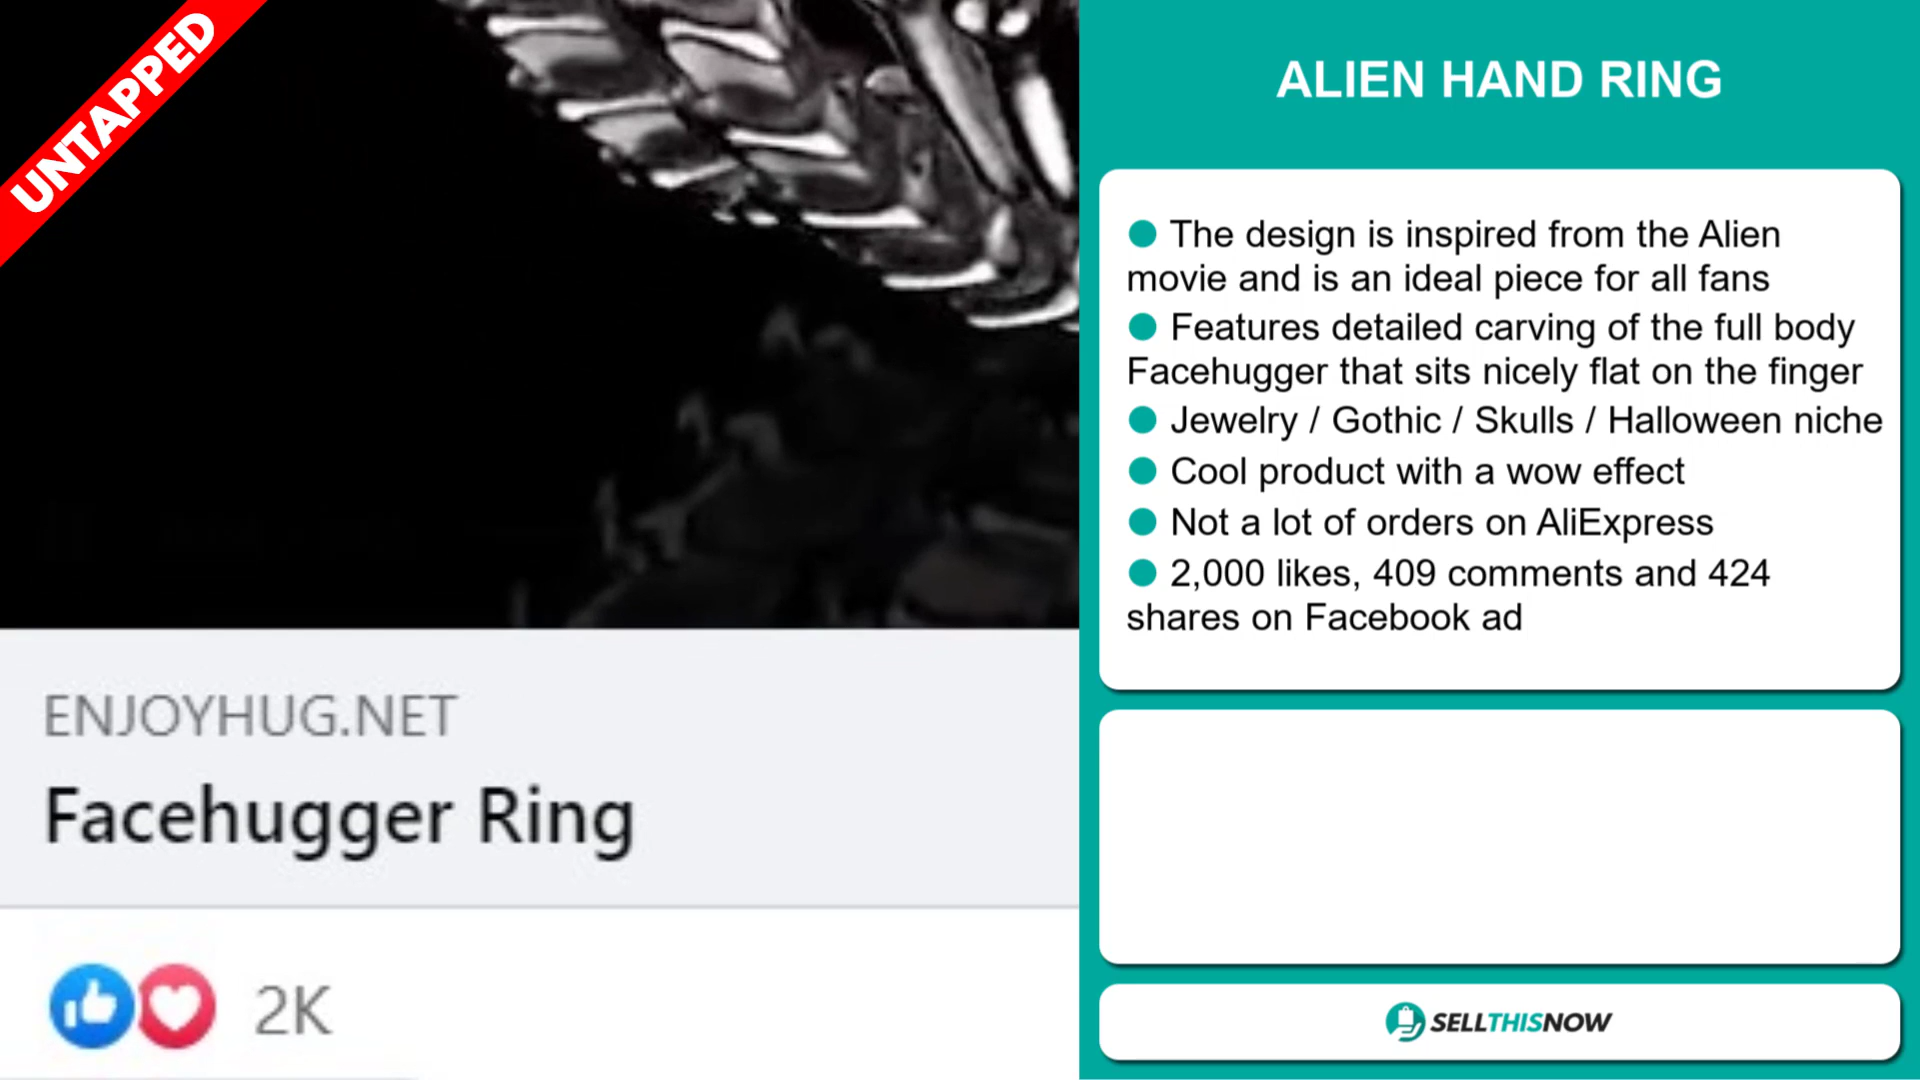 UNTAPPED
ENJOYHUG.NET
Facehugger Ring
2K
ALIEN HAND RING
The design is inspired from the Alien
movie and is an ideal piece for all fans
Features detailed carving of the full body
Facehugger that sits nicely flat on the finger
Jewelry / Gothic / Skulls / Halloween niche
Cool product with a wow effect
Not a lot of orders on AliExpress
2,000 likes, 409 comments and 424
shares on Facebook ad
SELLTHISNOW